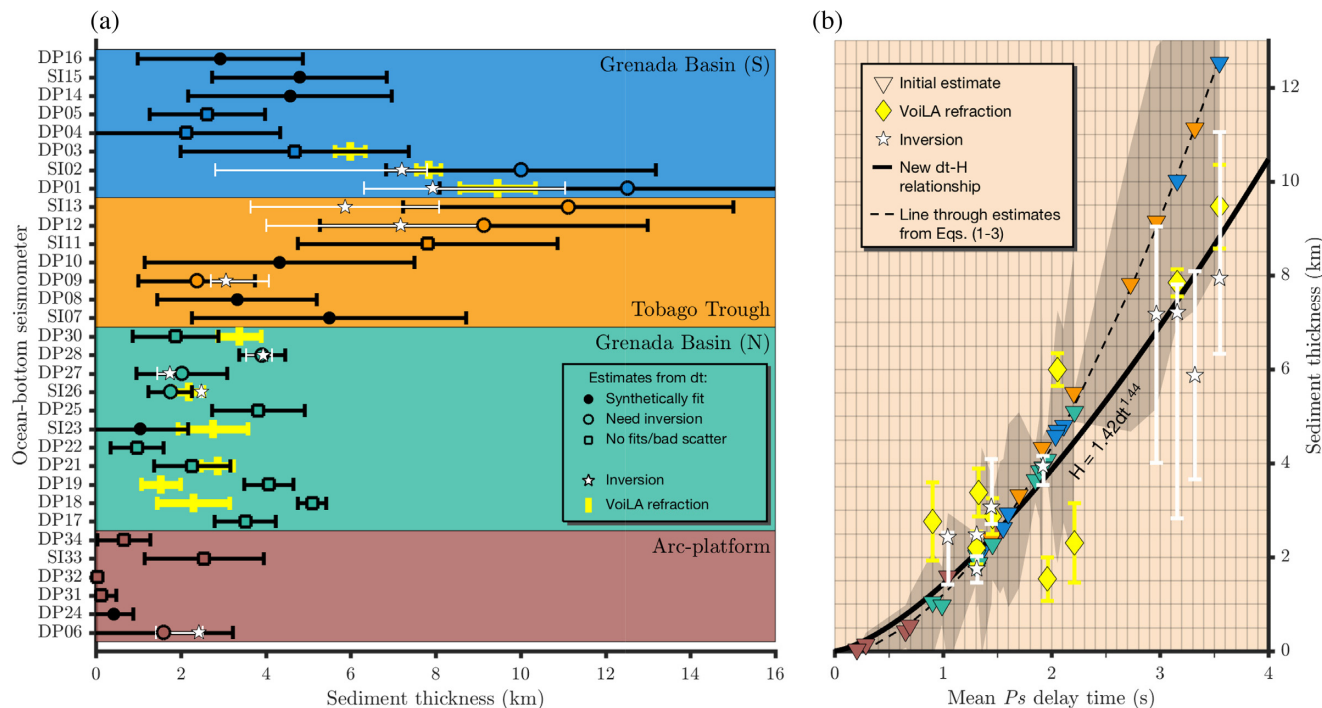 (a)
Ocean-bottom seismometer
DP16
SI15
DP14
DP05
DP04
DP03
SI02
DP01
SI13
DP12
SI11
DP10
DP09
DP08
SI07
DP30
DP28
DP27
SI26
DP25
SI23
DP22
DP21
DP19
DP18
DP17
DP34
SI33
DP32
DP31
DP24
DP06
Grenada Basin (S)
Tobago Trough
Grenada Basin (N)
Estimates from dt:
Synthetically fit
Need inversion
No fits/bad scatter
Inversion
VoiLA refraction
Arc-platform
0 2 4 6 8 10 12 14 16
Sediment thickness (km)
(b)
Initial estimate
VoiLA refraction
Inversion
New dt-H
relationship
Line through estimates
from Eqs. (1-3)
H = 1.42dt^1.44
12
10
8
6
4
2
0
Sediment thickness (km)
0 1 2 3 4
Mean Ps delay time (s)